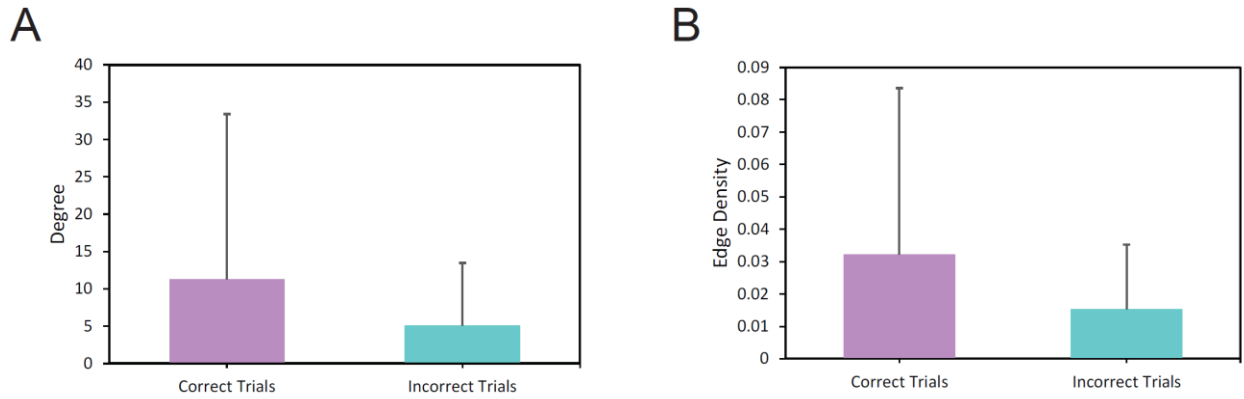 A
Degree
40
35
30
25
20
15
10
5
0
Correct Trials
Incorrect Trials
B
Edge Density
0.09
0.08
0.07
0.06
0.05
0.04
0.03
0.02
0.01
0
Correct Trials
Incorrect Trials